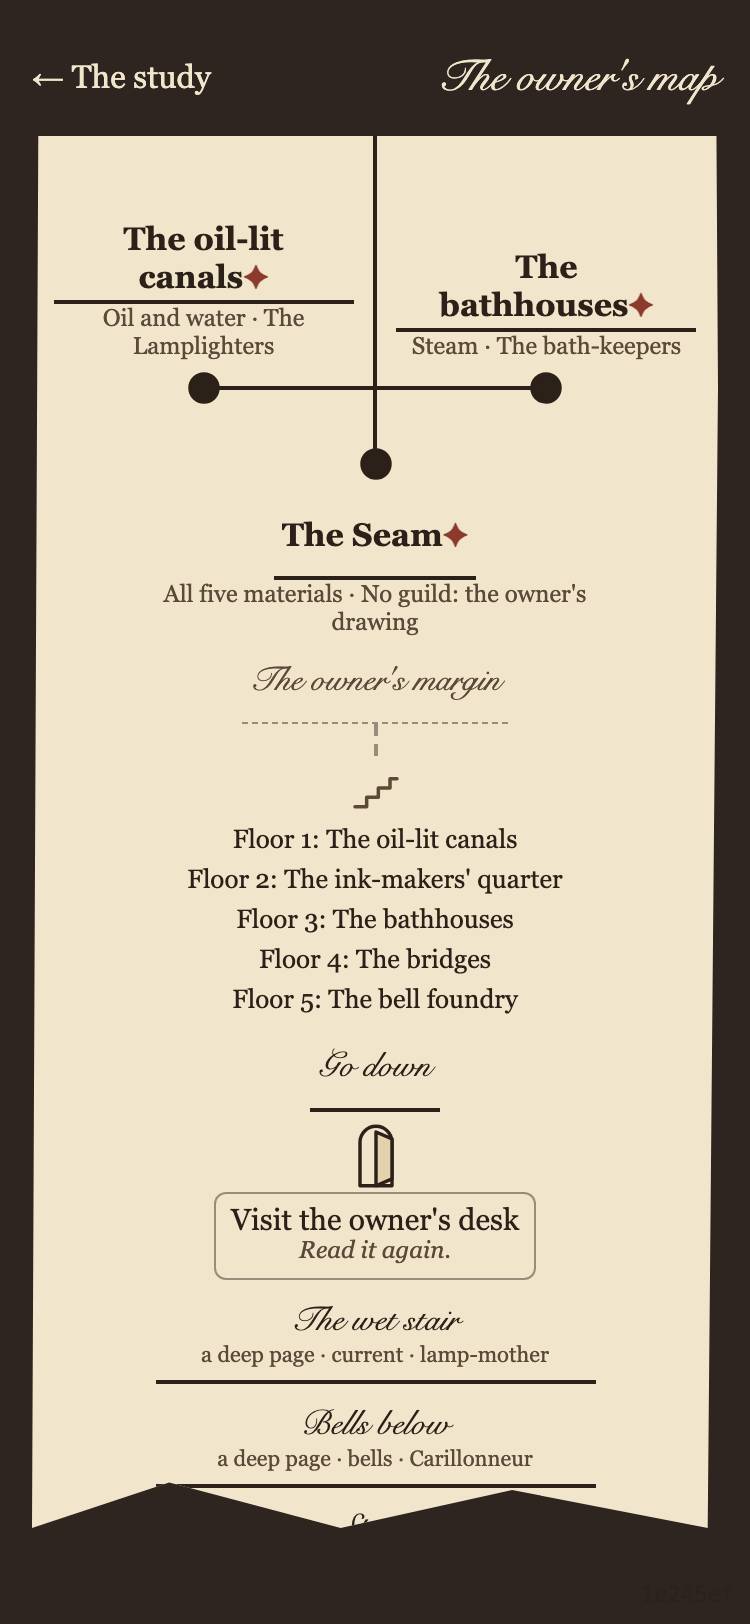 ← The study
The owner's map
The oil-lit
canals
Oil and water · The
Lamplighters
The
bathhouses
Steam · The bath-keepers
The Seam
All five materials · No guild: the owner's
drawing
The owner's margin
Floor 1: The oil-lit canals
Floor 2: The ink-makers' quarter
Floor 3: The bathhouses
Floor 4: The bridges
Floor 5: The bell foundry
Go down
Visit the owner's desk
Read it again.
The wet stair
a deep page · current · lamp-mother
Bells below
a deep page · bells · Carillonneur